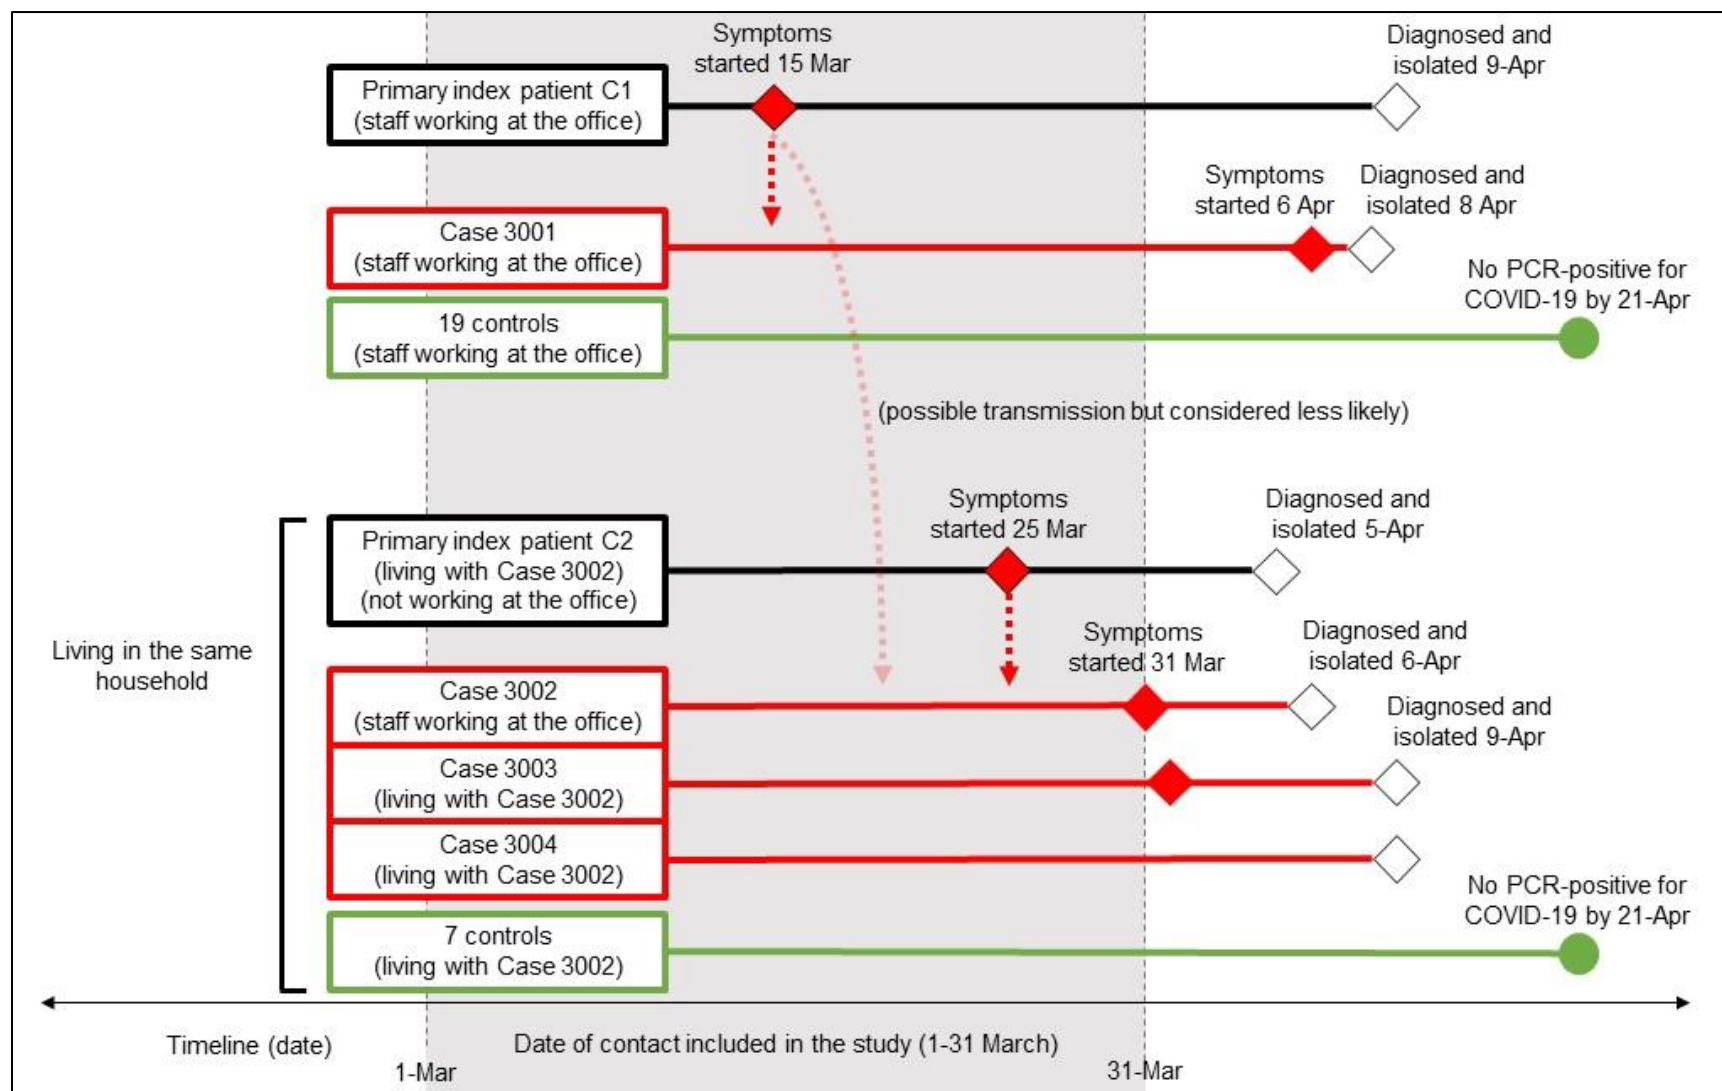 Symptoms
started 15 Mar
Diagnosed and
isolated 9-Apr
Primary index patient C1
(staff working at the office)
Symptoms
started 6 Apr
Diagnosed and
isolated 8 Apr
Case 3001
(staff working at the office)
No PCR-positive for
COVID-19 by 21-Apr
19 controls
(staff working at the office)
(possible transmission but considered less likely)
Symptoms
started 25 Mar
Diagnosed and
isolated 5-Apr
Primary index patient C2
(living with Case 3002)
(not working at the office)
Living in the same
household
Symptoms
started 31 Mar
Diagnosed and
isolated 6-Apr
Case 3002
(staff working at the office)
Diagnosed and
isolated 9-Apr
Case 3003
(living with Case 3002)
Case 3004
(living with Case 3002)
No PCR-positive for
COVID-19 by 21-Apr
7 controls
(living with Case 3002)
Timeline (date)
Date of contact included in the study (1-31 March)
1-Mar
31-Mar